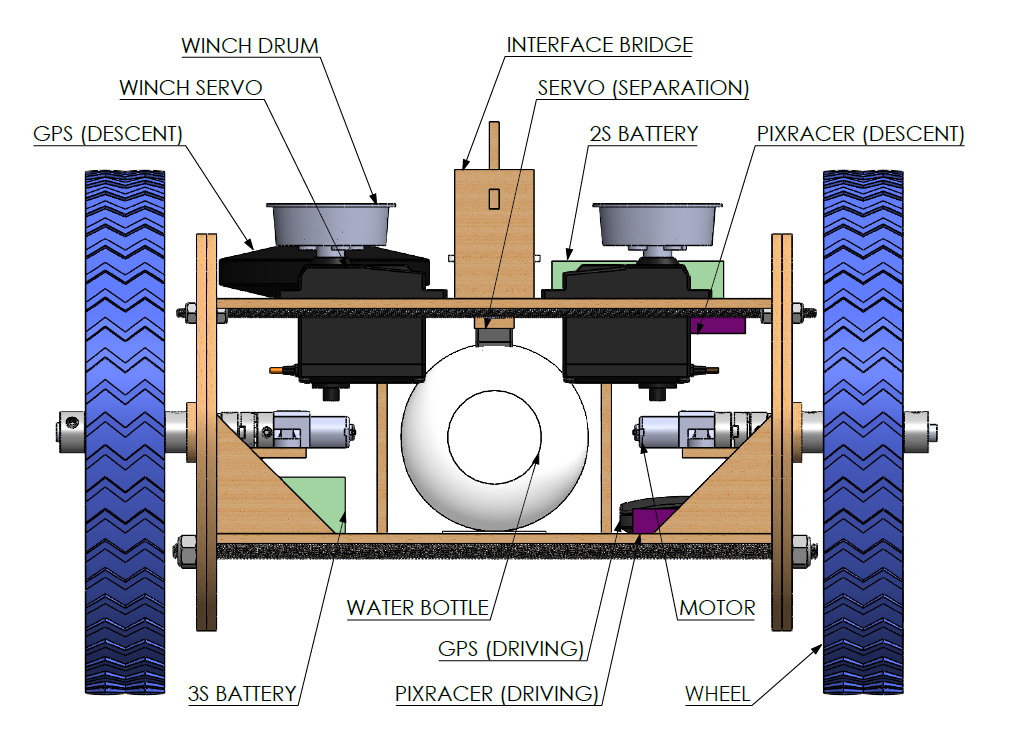 WINCH DRUM
INTERFACE BRIDGE
WINCH SERVO
SERVO (SEPARATION)
GPS (DESCENT)
2S BATTERY
PIXRACER (DESCENT)
WATER BOTTLE
MOTOR
GPS (DRIVING)
3S BATTERY
PIXRACER (DRIVING)
WHEEL